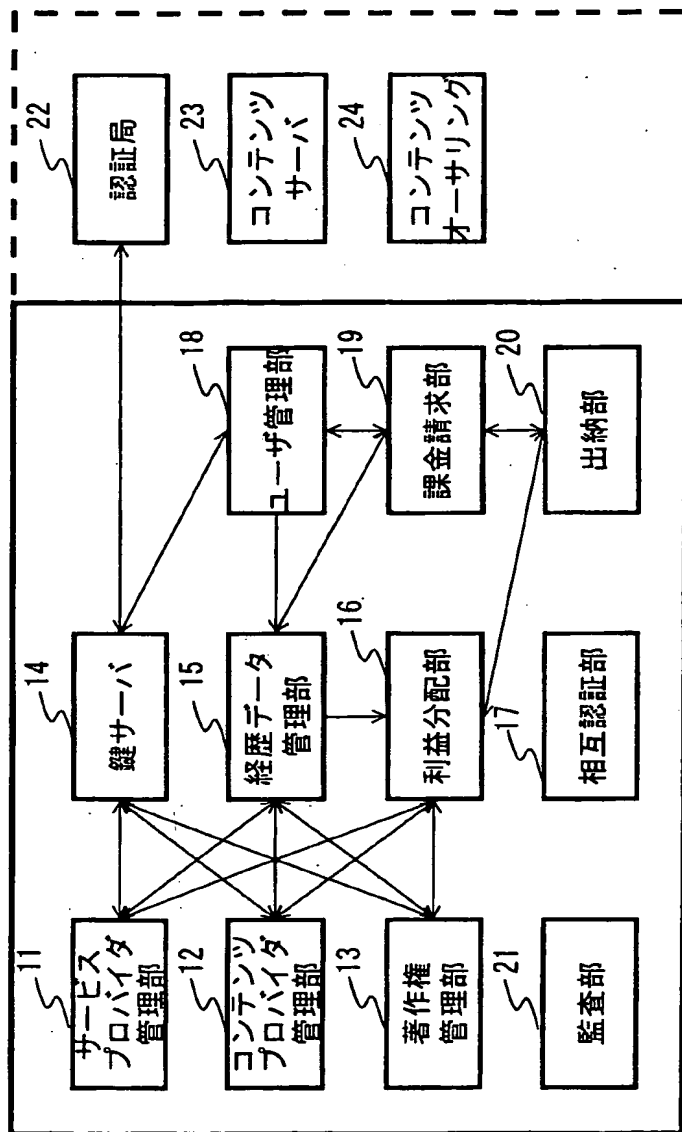 11
サービス
プロバイダ
管理部
12
コンテンツ
プロバイダ
管理部
13
著作権
管理部
21
監査部
14
鍵サーバ
15
経歴データ
管理部
16
利益分配部
17
相互認証部
18
ユーザ管理部
19
課金請求部
20
出納部
22
認証局
23
コンテンツ
サーバ
24
コンテンツ
オーサリング